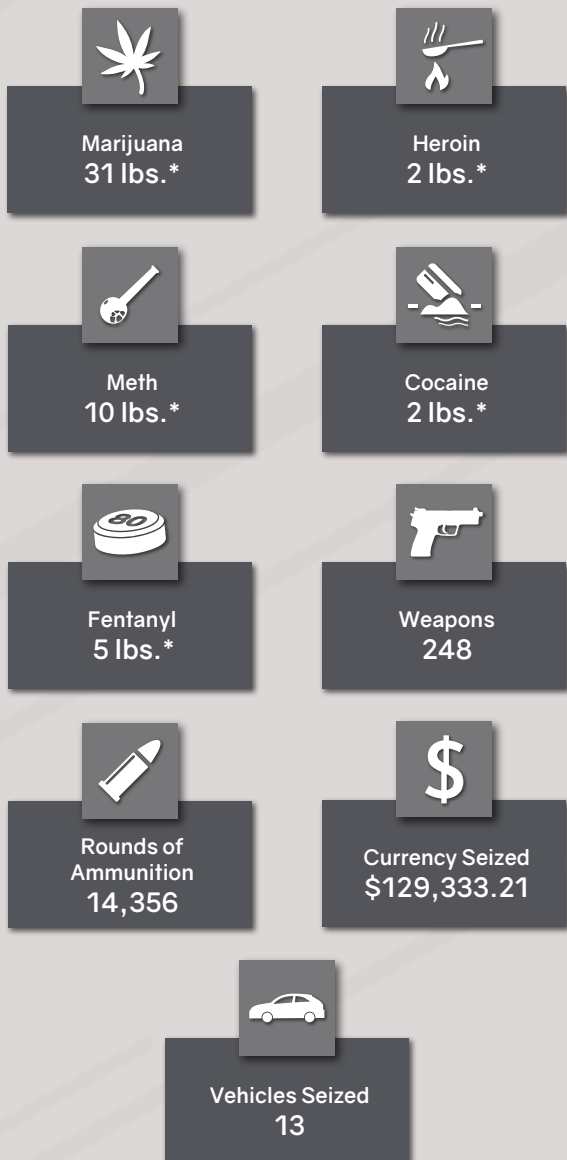 Marijuana
31 lbs.*
Heroin
2 lbs.*
Meth
10 lbs.*
Cocaine
2 lbs.*
80
Fentanyl
5 lbs.*
Weapons
248
Rounds of
Ammunition
14,356
$
Currency Seized
$129,333.21
Vehicles Seized
13